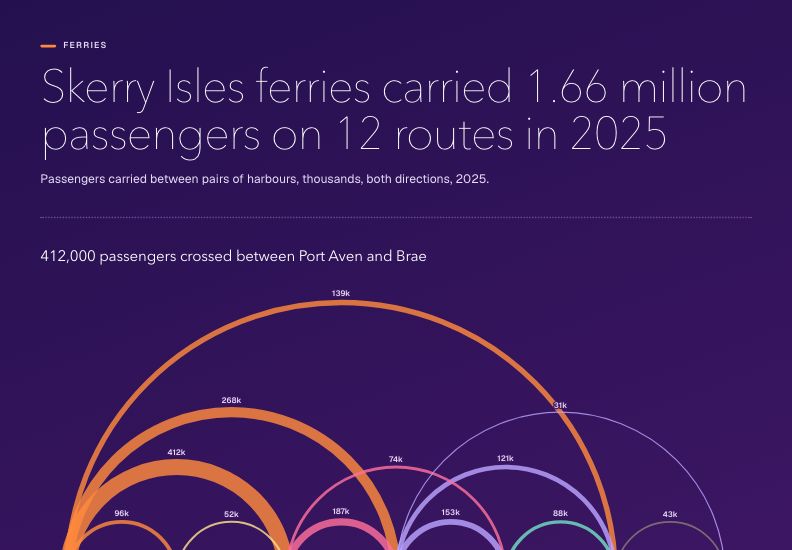 FERRIES
Skerry Isles ferries carried 1.66 million
passengers on 12 routes in 2025
Passengers carried between pairs of harbours, thousands, both directions, 2025.
412,000 passengers crossed between Port Aven and Brae
139k
268k
31k
412k
74k
121k
96k
52k
187k
153k
88k
43k